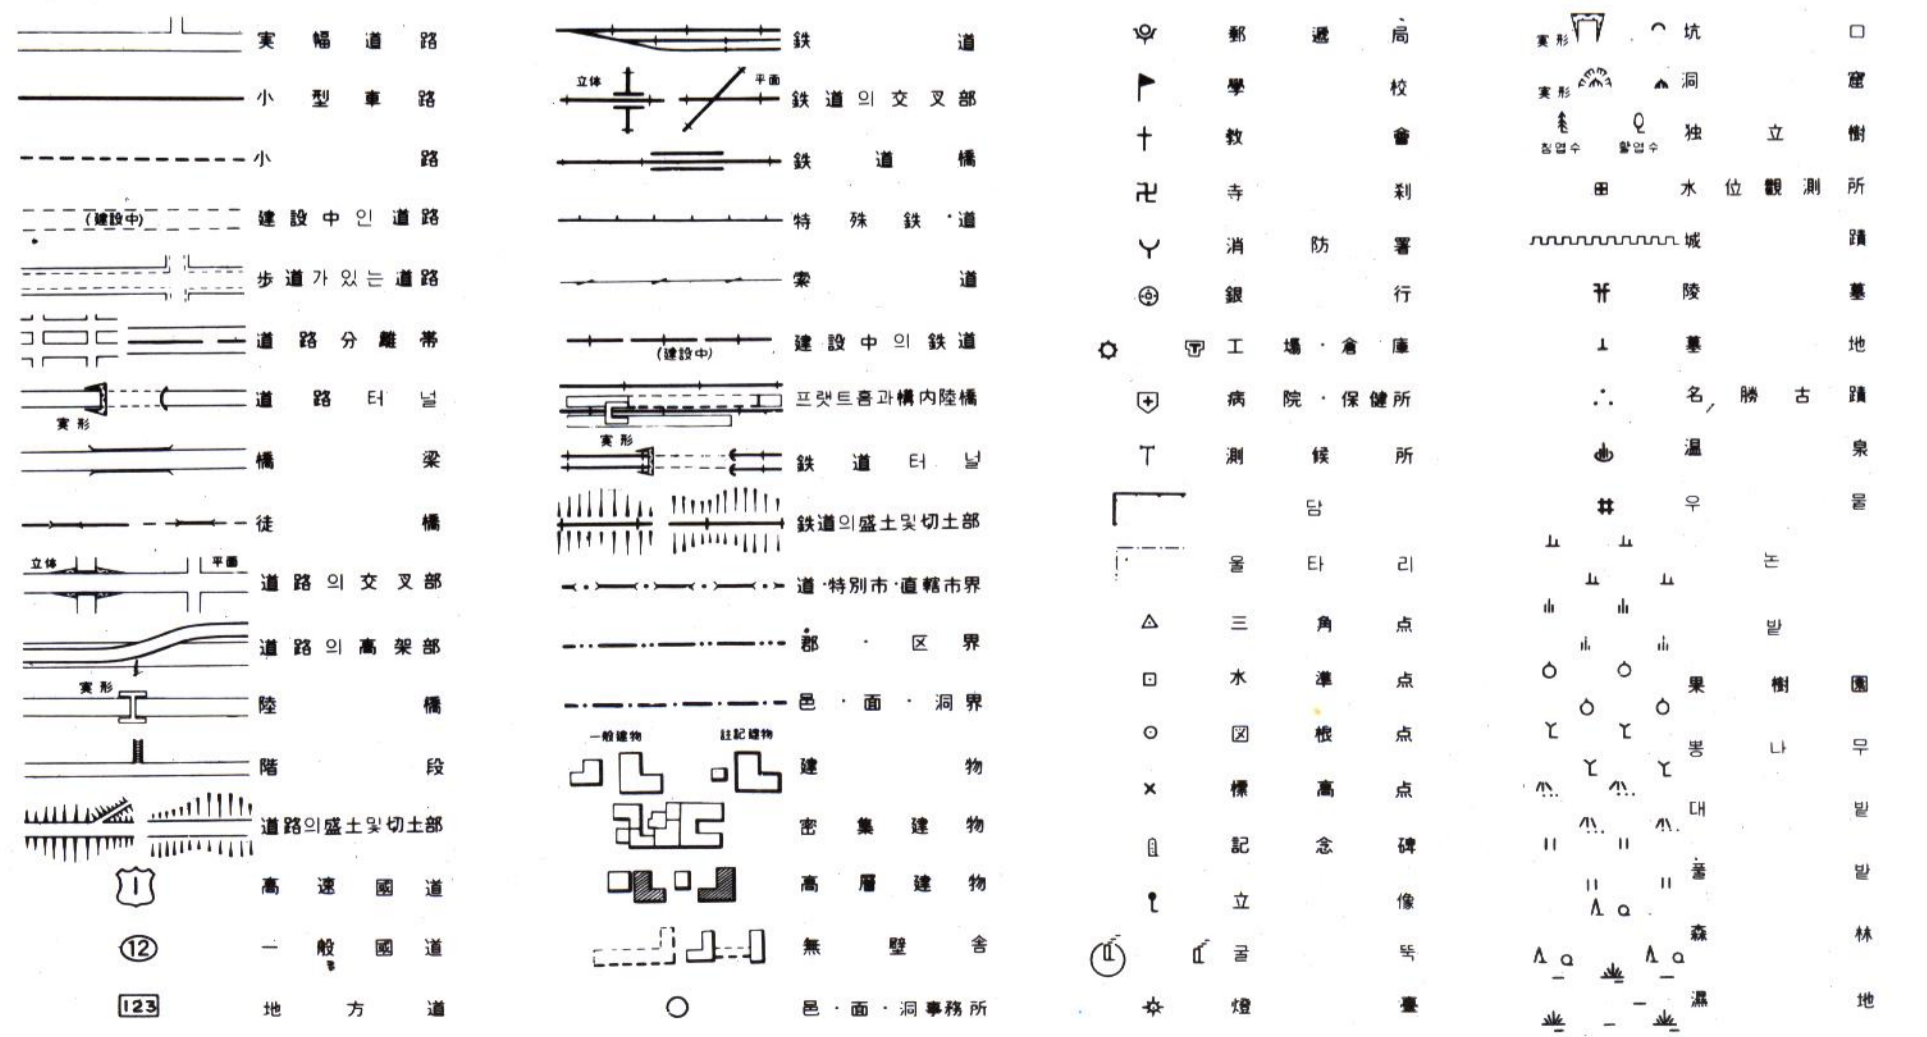 実幅道路
小型車路
小路
(建設中) 建設中인道路
歩道가있는道路
道路分離帯
道路터널
実形
橋梁
徒橋
立体 平面 道路의交叉部
道路의高架部
実形
陸橋
階段
道路의盛土및切土部
1 高速國道
12 一般國道
123 地方道
鉄道
立体 平面 鉄道의交叉部
鉄道橋
特殊鉄道
索道
建設中의鉄道
(建設中)
프랫트홈과構内陸橋
実形
鉄道터널
鉄道의盛土및切土部
道·特別市·直轄市界
郡·区界
邑·面·洞界
一般建物 註記建物
建物
密集建物
高層建物
無壁舎
邑·面·洞事務所
郵遞局
學校
教會
寺刹
消防署
銀行
工場·倉庫
病院·保健所
測候所
담
울타리
三角点
水準点
図根点
標高点
記念碑
立像
굴뚝
燈臺
実形 坑口
実形 洞窟
独立樹
침엽수 활엽수
水位觀測所
城蹟
陵墓
墓地
名勝古蹟
温泉
우물
논
밭
果樹園
뽕나무
대밭
풀밭
森林
濕地